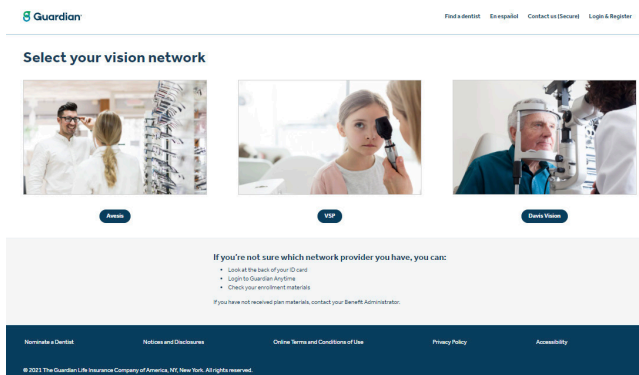 Guardian
Find a dentist
En español
Contact us (Secure)
Login & Register
Select your vision network
Avesis
VSP
Davis Vision
If you're not sure which network provider you have, you can:
• Look at the back of your ID card
• Login to Guardian Anytime
• Check your enrollment materials
If you have not received plan materials, contact your Benefit Administrator.
Nominate a Dentist
Notices and Disclosures
Online Terms and Conditions of Use
Privacy Policy
Accessibility
© 2021 The Guardian Life Insurance Company of America, NY, New York. All rights reserved.